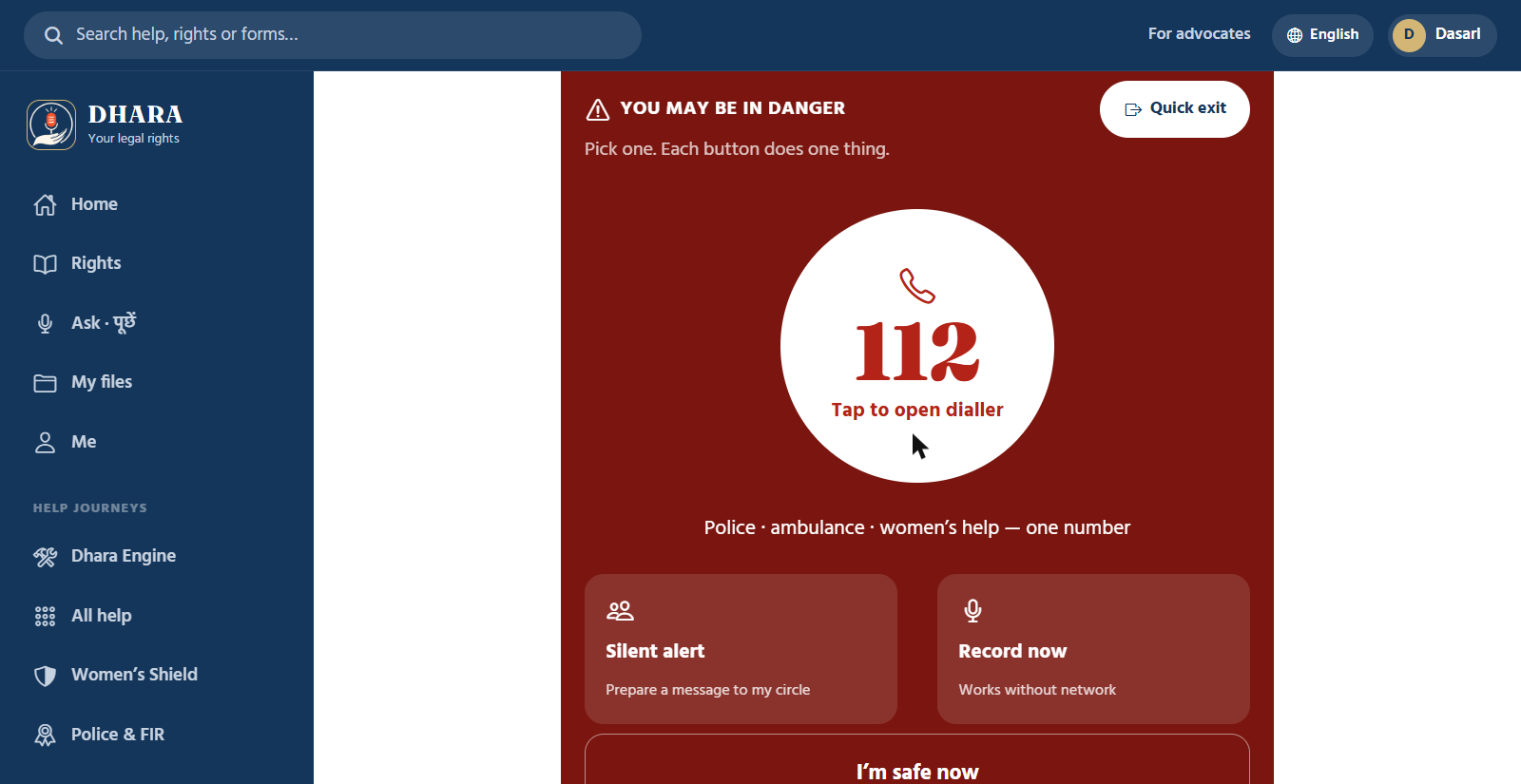 Search help, rights or forms...
For advocates
English
D
Dasari
DHARA
Your legal rights
Home
Rights
Ask · पूछें
My files
Me
HELP JOURNEYS
Dhara Engine
All help
Women’s Shield
Police & FIR
YOU MAY BE IN DANGER
Quick exit
Pick one. Each button does one thing.
112
Tap to open dialler
Police · ambulance · women’s help — one number
Silent alert
Prepare a message to my circle
Record now
Works without network
I’m safe now